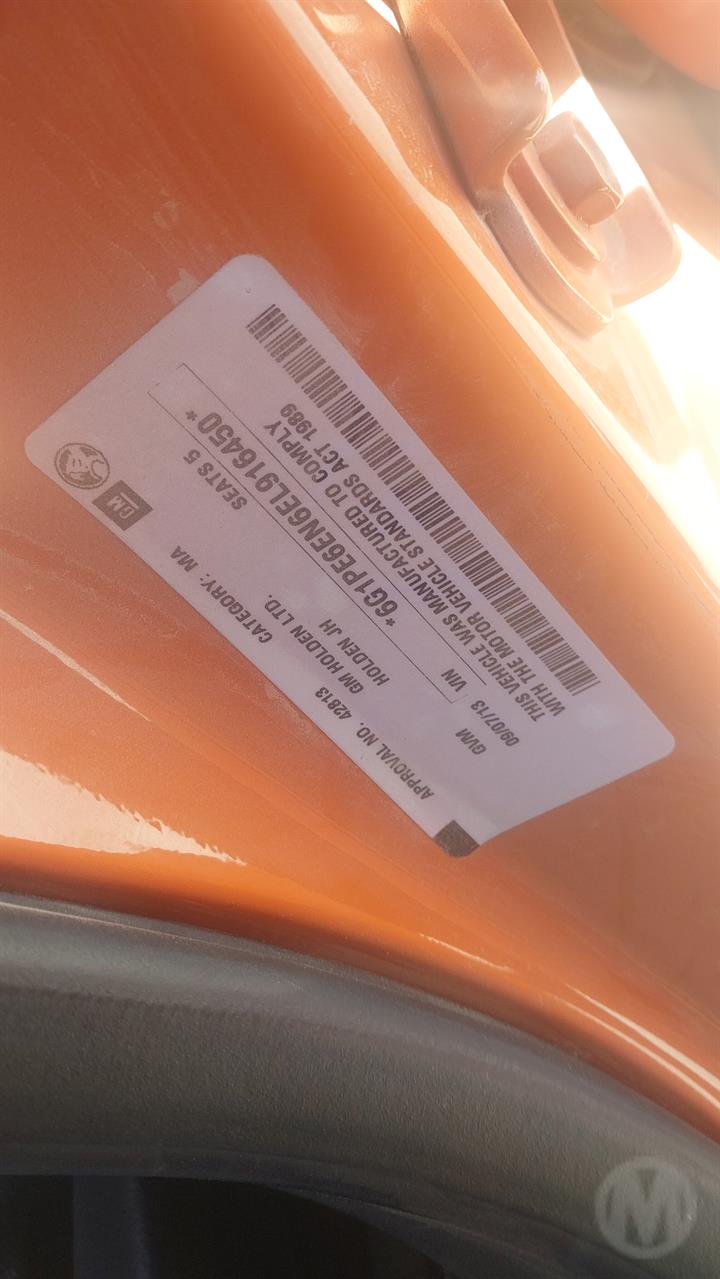 APPROVAL NO. 42813 CATEGORY: MA
GM HOLDEN LTD.
HOLDEN JH SEATS 5
GVM
09/07/13 VIN *6G1PE6EN6EL916450*
THIS VEHICLE WAS MANUFACTURED TO COMPLY
WITH THE MOTOR VEHICLE STANDARDS ACT 1989
GM
M